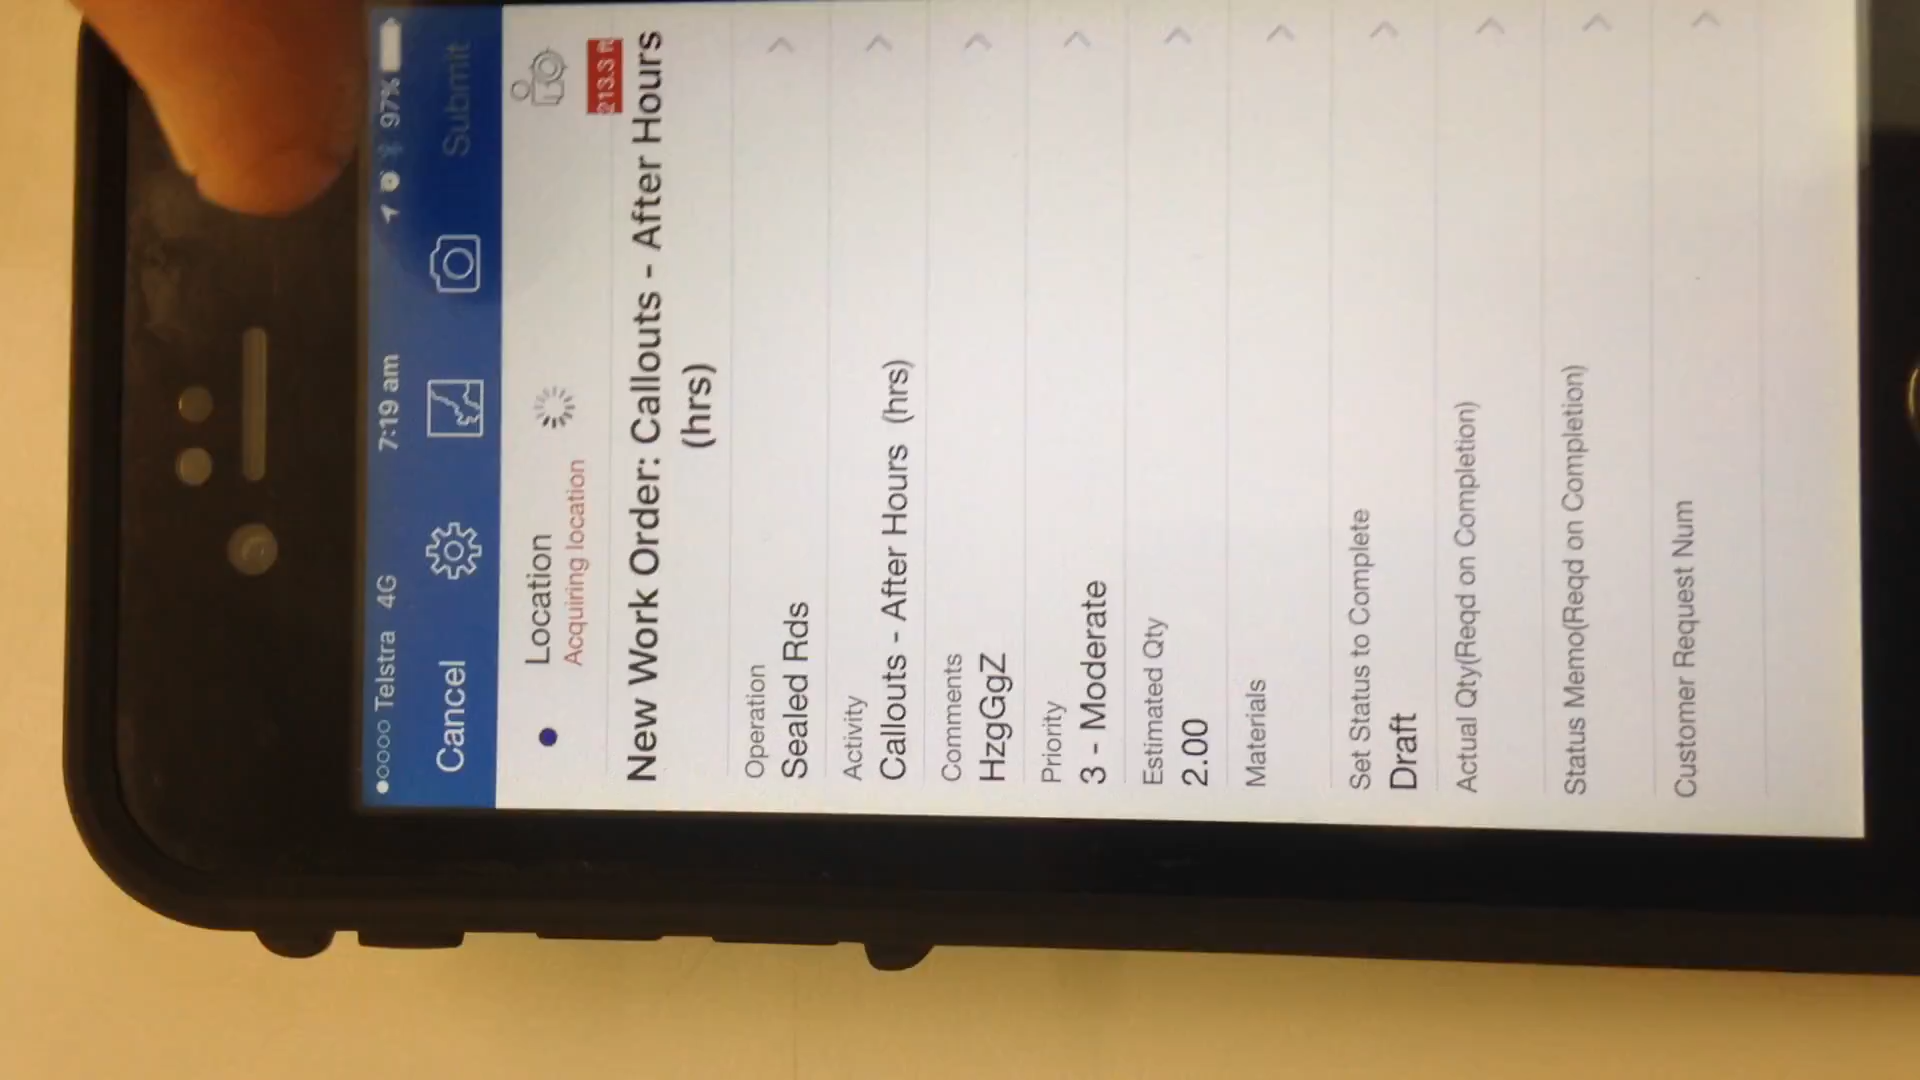 Telstra 4G 7:19 am 97%
Cancel Submit
Location
Acquiring location
213.3 ft
New Work Order: Callouts - After Hours
(hrs)
Operation
Sealed Rds
Activity
Callouts - After Hours (hrs)
Comments
HzgGgZ
Priority
3 - Moderate
Estimated Qty
2.00
Materials
Set Status to Complete
Draft
Actual Qty(Reqd on Completion)
Status Memo(Reqd on Completion)
Customer Request Num